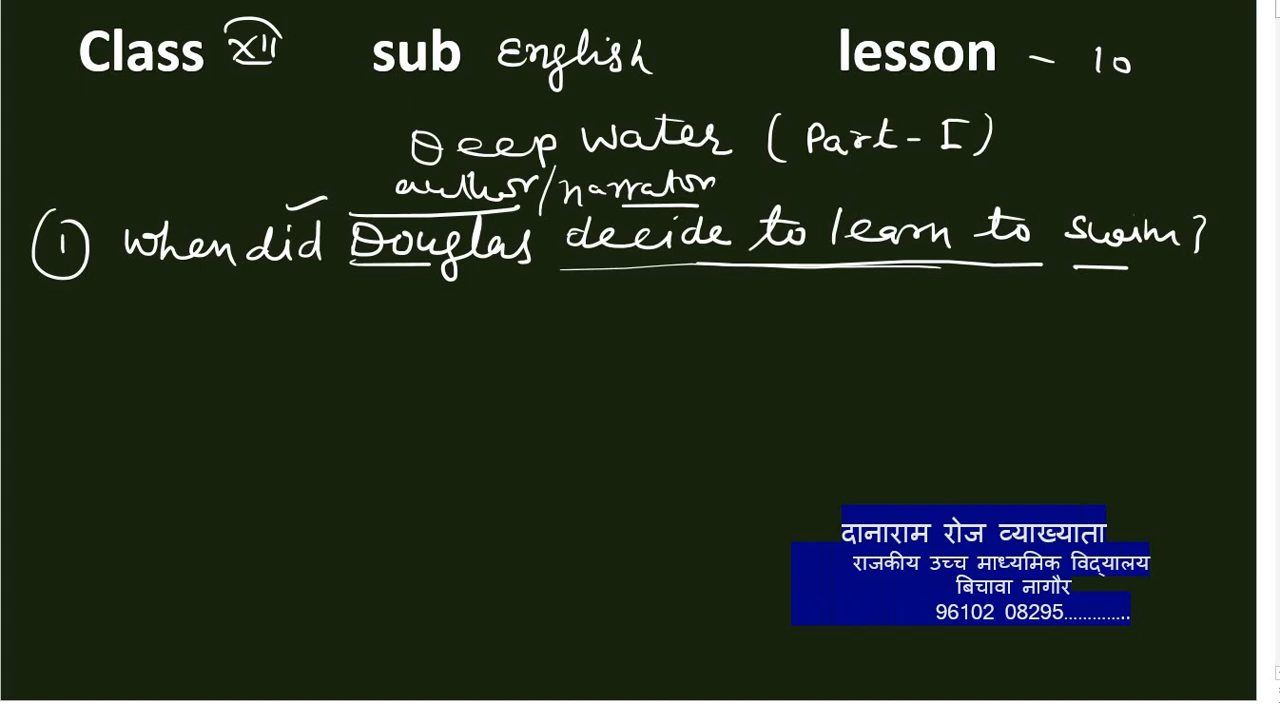 Class XII sub English lesson - 10
Deep Water (Part-I)
author/narrator
(1) When did Douglas decide to learn to swim?
दानाराम रोज व्याख्याता
राजकीय उच्च माध्यमिक विद्यालय
बिचावा नागौर
96102 08295..............